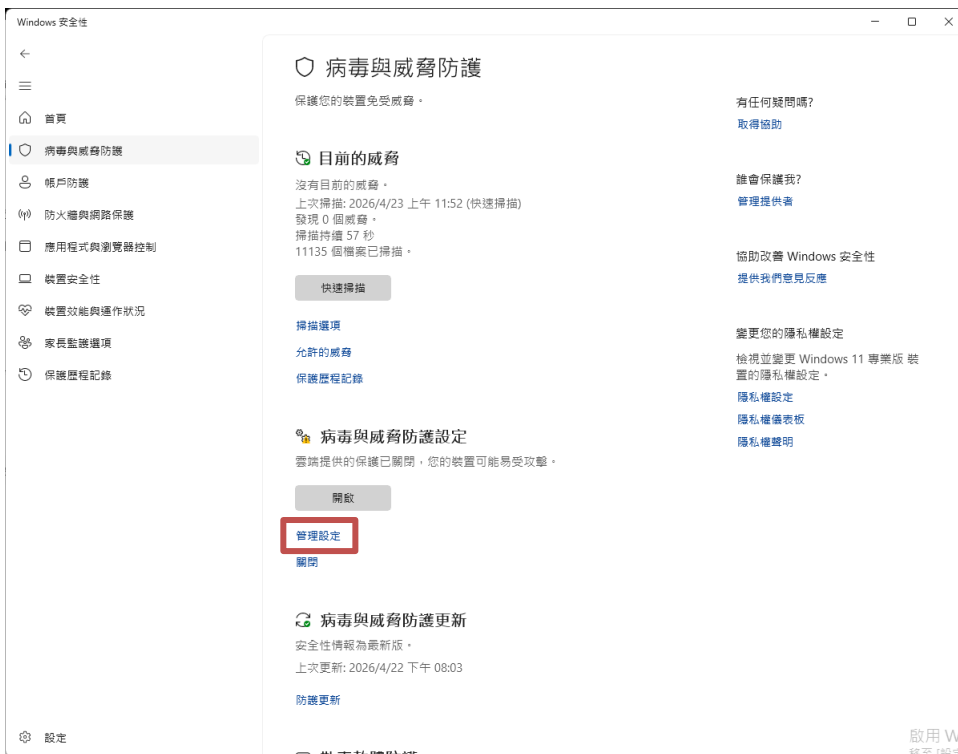 Windows 安全性
病毒與威脅防護
保護您的裝置免受威脅。
首頁
病毒與威脅防護
帳戶防護
防火牆與網路保護
應用程式與瀏覽器控制
裝置安全性
裝置效能與運作狀況
家長監護選項
保護歷程記錄
設定
目前的威脅
沒有目前的威脅。
上次掃描: 2026/4/23 上午 11:52 (快速掃描)
發現 0 個威脅。
掃描持續 57 秒
11135 個檔案已掃描。
快速掃描
掃描選項
允許的威脅
保護歷程記錄
病毒與威脅防護設定
雲端提供的保護已關閉，您的裝置可能易受攻擊。
開啟
管理設定
關閉
病毒與威脅防護更新
安全性情報為最新版。
上次更新: 2026/4/22 下午 08:03
防護更新
有任何疑問嗎?
取得協助
誰會保護我?
管理提供者
協助改善 Windows 安全性
提供我們意見反應
變更您的隱私權設定
檢視並變更 Windows 11 專業版 裝
置的隱私權設定。
隱私權設定
隱私權儀表板
隱私權聲明
啟用 W